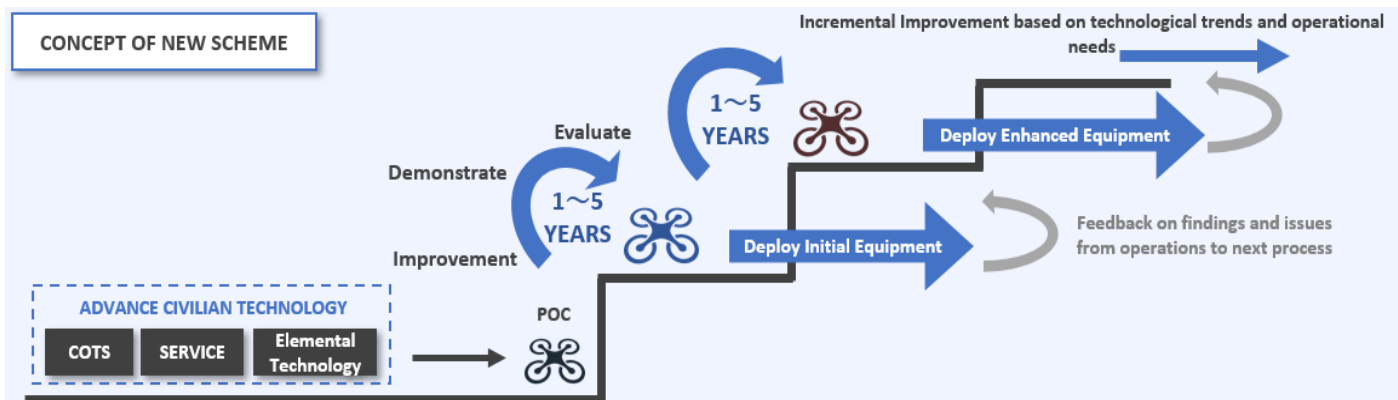 CONCEPT OF NEW SCHEME
Incremental Improvement based on technological trends and operational
needs
1～5
YEARS
Evaluate
Deploy Enhanced Equipment
Demonstrate
1～5
YEARS
Improvement
Deploy Initial Equipment
Feedback on findings and issues
from operations to next process
ADVANCE CIVILIAN TECHNOLOGY
COTS
SERVICE
Elemental
Technology
POC